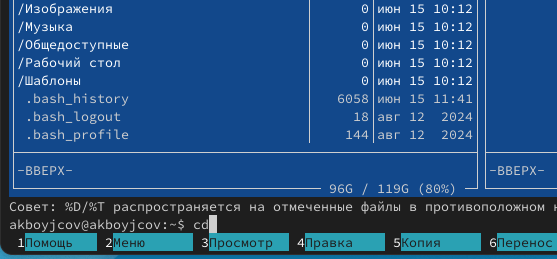 /Изображения 0 июн 15 10:12
/Музыка 0 июн 15 10:12
/Общедоступные 0 июн 15 10:12
/Рабочий стол 0 июн 15 10:12
/Шаблоны 0 июн 15 10:12
.bash_history 6058 июн 15 11:41
.bash_logout 18 авг 12 2024
.bash_profile 144 авг 12 2024
-ВВЕРХ- -ВВЕРХ-
96G / 119G (80%)
Совет: %D/%T распространяется на отмеченные файлы в противоположном
akboyjcov@akboyjcov:~$ cd
1Помощь 2Меню 3Просмотр 4Правка 5Копия 6Перенос